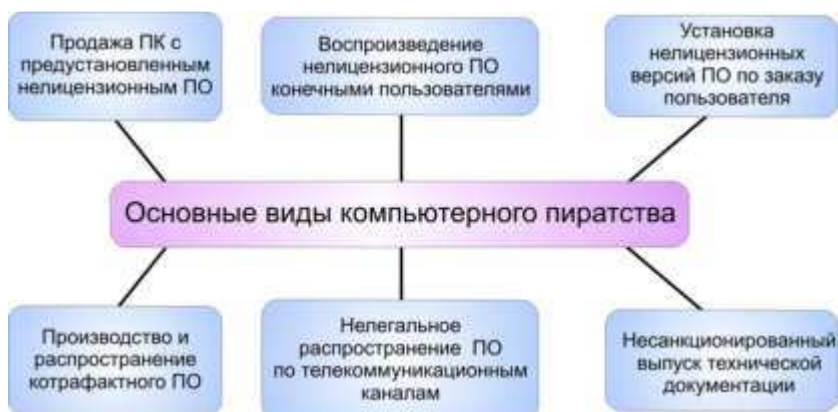 Продажа ПК с
предустановленным
нелицензионным ПО
Воспроизведение
нелицензионного ПО
конечными пользователями
Установка
нелицензионных
версий ПО по заказу
пользователя
Основные виды компьютерного пиратства
Производство и
распространение
котрафактного ПО
Нелегальное
распространение ПО
по телекоммуникационным
каналам
Несанкционированный
выпуск технической
документации